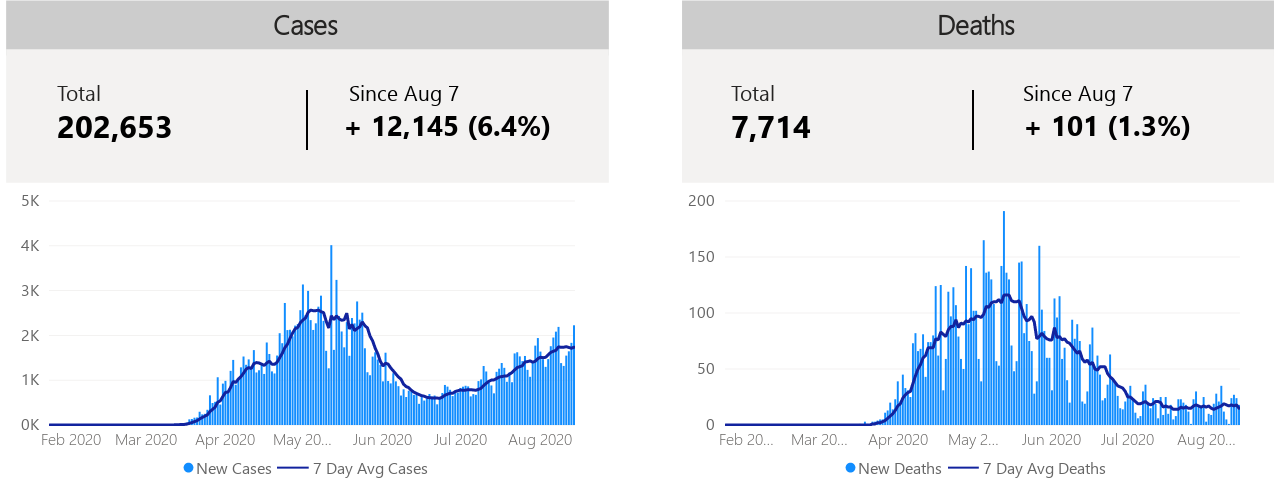 Cases
Total
202,653
Since Aug 7
+ 12,145 (6.4%)
5K
4K
3K
2K
1K
0K
Feb 2020 Mar 2020 Apr 2020 May 20... Jun 2020 Jul 2020 Aug 2020
New Cases 7 Day Avg Cases
Deaths
Total
7,714
Since Aug 7
+ 101 (1.3%)
200
150
100
50
0
Feb 20... Mar 20... Apr 2020 May 2... Jun 2020 Jul 2020 Aug 20...
New Deaths 7 Day Avg Deaths